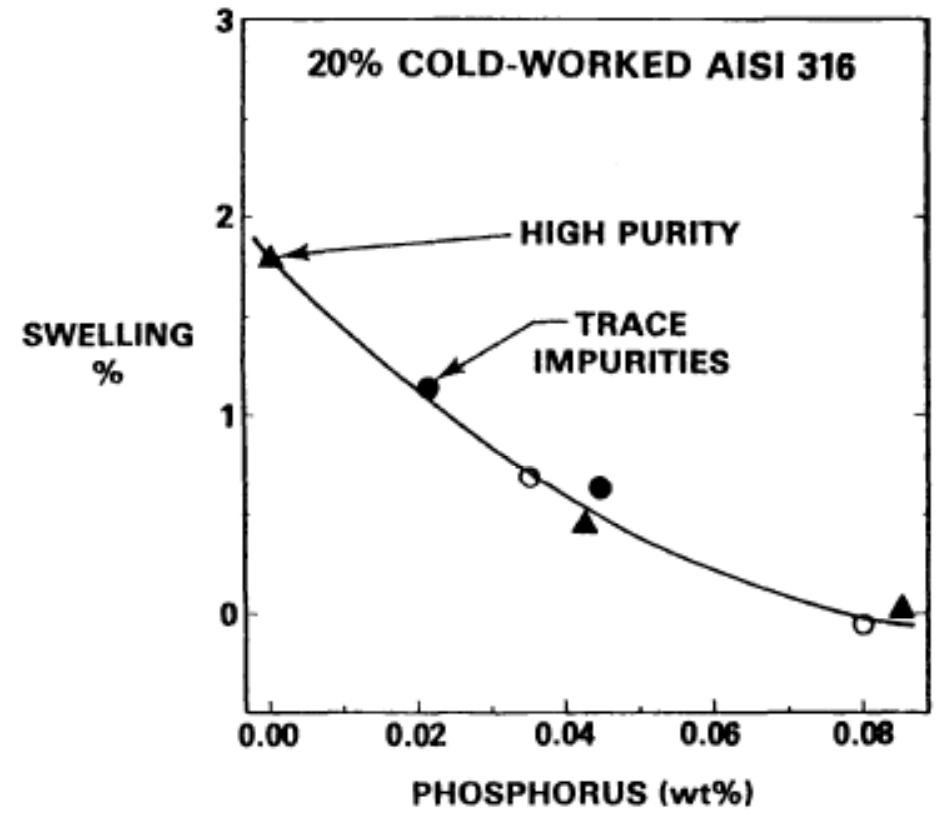 3
20% COLD-WORKED AISI 316
2
HIGH PURITY
TRACE
IMPURITIES
SWELLING
%
1
0
0.00 0.02 0.04 0.06 0.08
PHOSPHORUS (wt%)